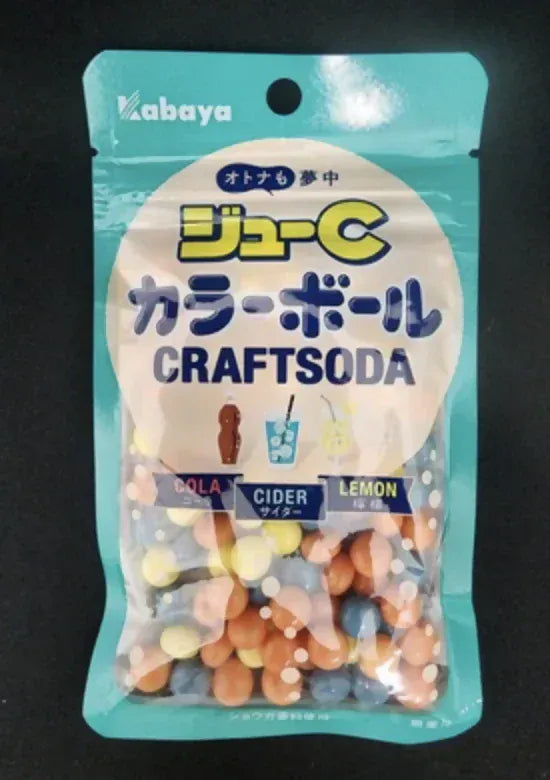 Kabaya
オトナも夢中
ジューC
カラーボール
CRAFTSODA
COLA CIDER LEMON
コーラ サイダー 檸檬